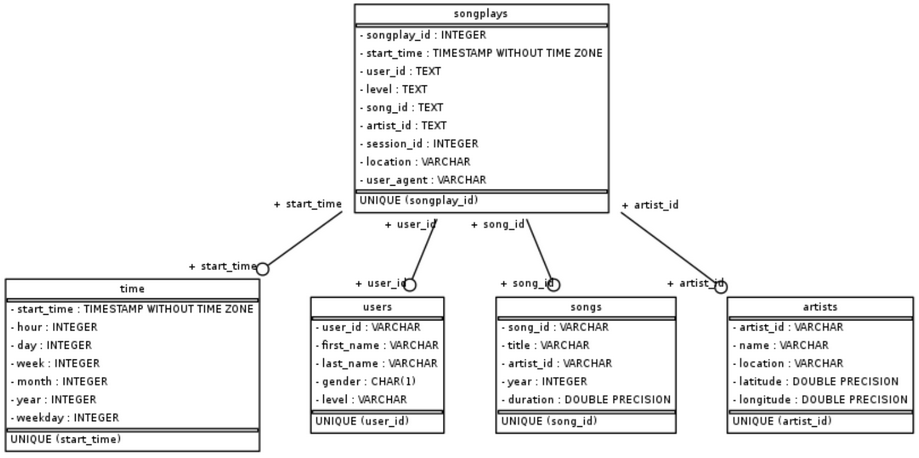 songplays
- songplay_id : INTEGER
- start_time : TIMESTAMP WITHOUT TIME ZONE
- user_id : TEXT
- level : TEXT
- song_id : TEXT
- artist_id : TEXT
- session_id : INTEGER
- location : VARCHAR
- user_agent : VARCHAR
UNIQUE (songplay_id)
+ start_time
+ user_id
+ song_id
+ artist_id
+ start_time
+ user_id
+ song_id
+ artist_id
time
- start_time : TIMESTAMP WITHOUT TIME ZONE
- hour : INTEGER
- day : INTEGER
- week : INTEGER
- month : INTEGER
- year : INTEGER
- weekday : INTEGER
UNIQUE (start_time)
users
- user_id : VARCHAR
- first_name : VARCHAR
- last_name : VARCHAR
- gender : CHAR(1)
- level : VARCHAR
UNIQUE (user_id)
songs
- song_id : VARCHAR
- title : VARCHAR
- artist_id : VARCHAR
- year : INTEGER
- duration : DOUBLE PRECISION
UNIQUE (song_id)
artists
- artist_id : VARCHAR
- name : VARCHAR
- location : VARCHAR
- latitude : DOUBLE PRECISION
- longitude : DOUBLE PRECISION
UNIQUE (artist_id)